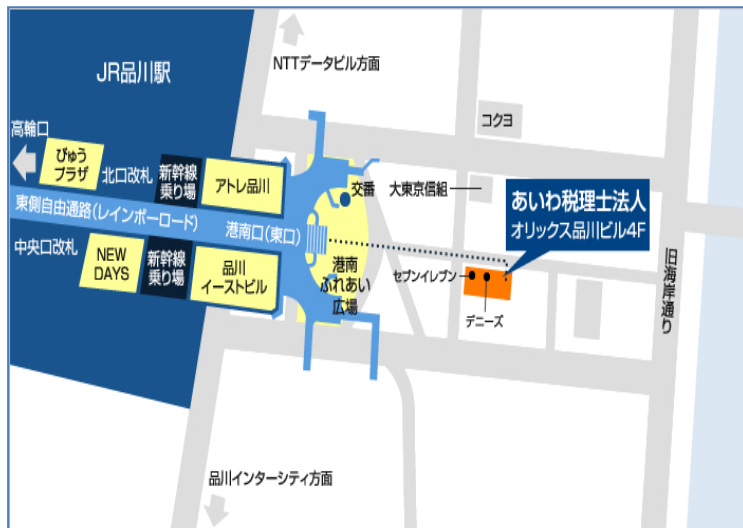 NTTデータビル方面
JR品川駅
コクヨ
高輪口
びゅう
プラザ
北口改札
新幹線
乗り場
アトレ品川
交番
大東京信組
あいわ税理士法人
オリックス品川ビル4F
東側自由通路(レインボーロード)
港南口(東口)
中央口改札
NEW
DAYS
新幹線
乗り場
品川
イーストビル
港南
ふれあい
広場
セブンイレブン
デニーズ
旧海岸通り
品川インターシティ方面